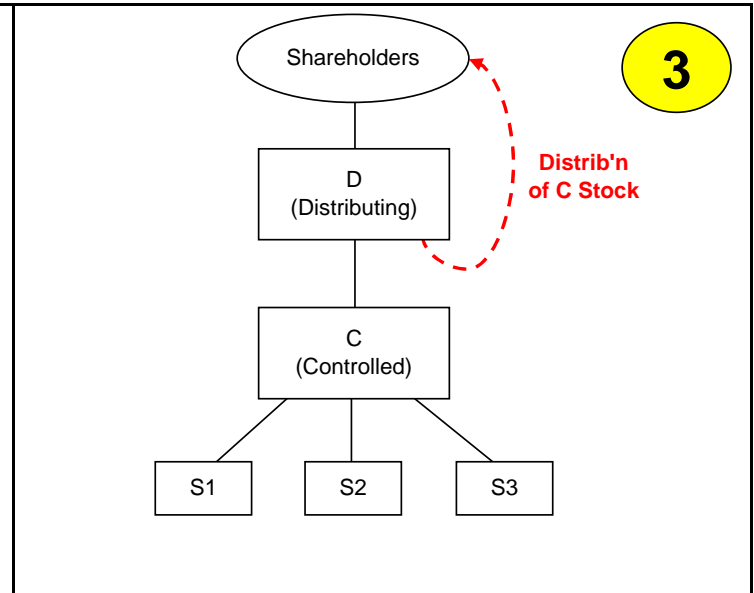 Shareholders
3
D
(Distributing)
Distrib'n
of C Stock
C
(Controlled)
S1
S2
S3